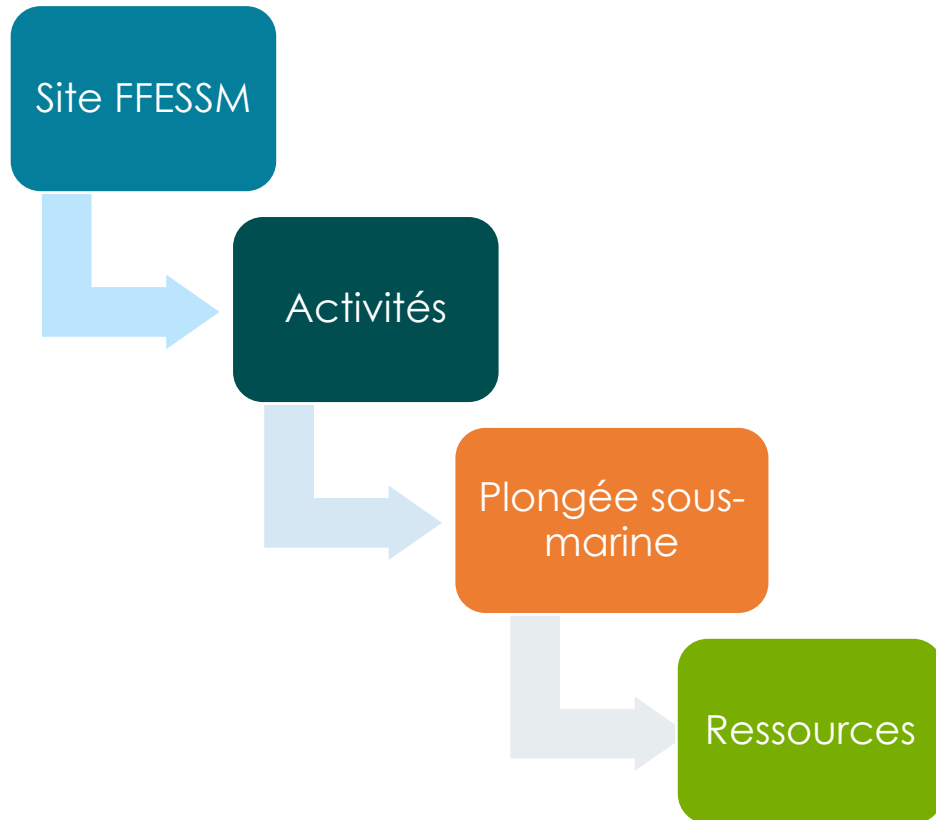 Site FFESSM
Activités
Plongée sous-
marine
Ressources